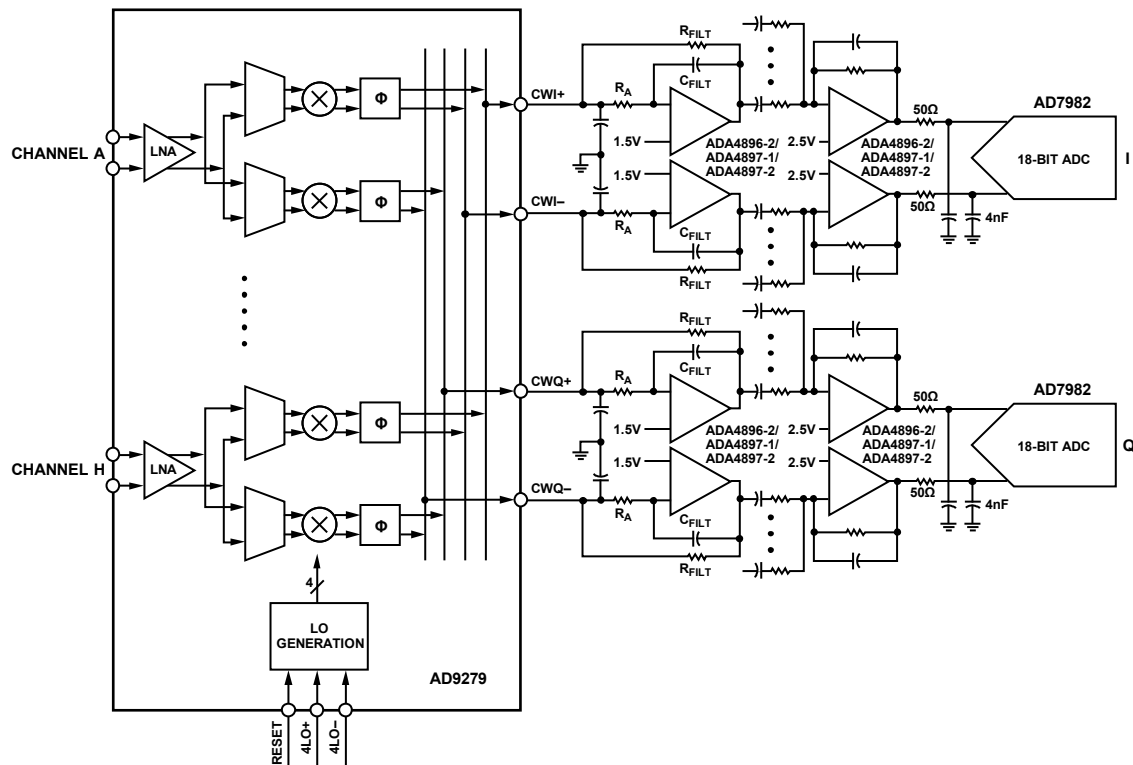 CHANNEL A
LNA
Φ
Φ
CHANNEL H
LNA
Φ
Φ
4
LO
GENERATION
AD9279
RESET
4LO+
4LO–
CWI+
RFILT
CFILT
RA
1.5V
ADA4896-2/
ADA4897-1/
ADA4897-2
2.5V
ADA4896-2/
ADA4897-1/
ADA4897-2
50Ω
AD7982
18-BIT ADC
I
CWI–
1.5V
RA
CFILT
RFILT
2.5V
50Ω
4nF
CWQ+
RFILT
CFILT
RA
1.5V
ADA4896-2/
ADA4897-1/
ADA4897-2
2.5V
ADA4896-2/
ADA4897-1/
ADA4897-2
50Ω
AD7982
18-BIT ADC
Q
CWQ–
1.5V
RA
CFILT
RFILT
2.5V
50Ω
4nF